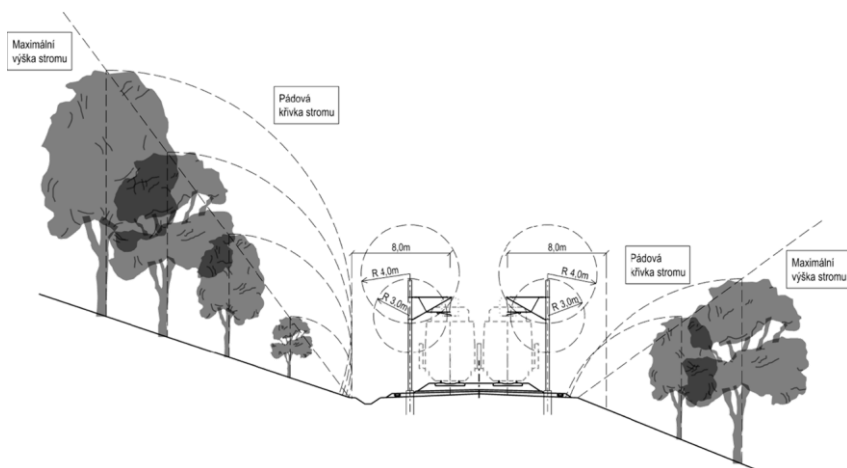 Maximální
výška stromu
Pádová
křivka stromu
8,0m
R 4,0m
R 3,0m
8,0m
R 4,0m
R 3,0m
Pádová
křivka stromu
Maximální
výška stromu